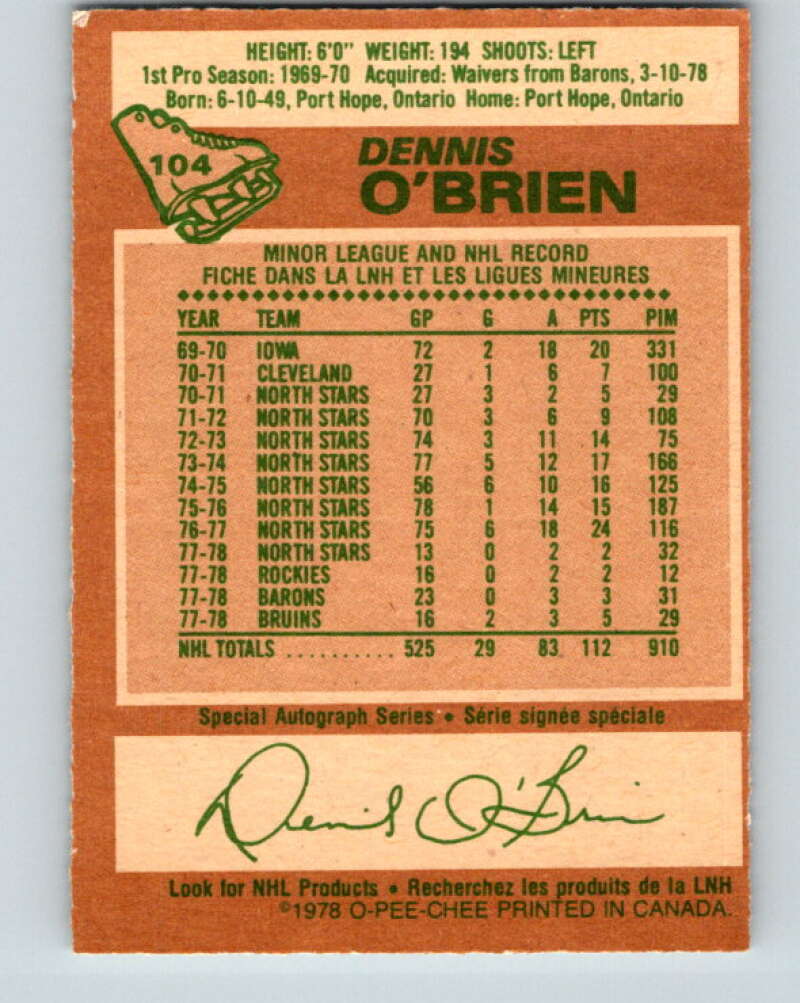 HEIGHT: 6'0" WEIGHT: 194 SHOOTS: LEFT
1st Pro Season: 1969-70 Acquired: Waivers from Barons, 3-10-78
Born: 6-10-49, Port Hope, Ontario Home: Port Hope, Ontario
104
DENNIS
O'BRIEN
MINOR LEAGUE AND NHL RECORD
FICHE DANS LA LNH ET LES LIGUES MINEURES
YEAR TEAM GP G A PTS PIM
69-70 IOWA 72 2 18 20 331
70-71 CLEVELAND 27 1 6 7 100
70-71 NORTH STARS 27 3 2 5 29
71-72 NORTH STARS 70 3 6 9 108
72-73 NORTH STARS 74 3 11 14 75
73-74 NORTH STARS 77 5 12 17 166
74-75 NORTH STARS 56 6 10 16 125
75-76 NORTH STARS 78 1 14 15 187
76-77 NORTH STARS 75 6 18 24 116
77-78 NORTH STARS 13 0 2 2 32
77-78 ROCKIES 16 0 2 2 12
77-78 BARONS 23 0 3 3 31
77-78 BRUINS 16 2 3 5 29
NHL TOTALS .......... 525 29 83 112 910
Special Autograph Series • Série signée spéciale
Dennis O'Brien
Look for NHL Products • Recherchez les produits de la LNH
©1978 O-PEE-CHEE PRINTED IN CANADA.